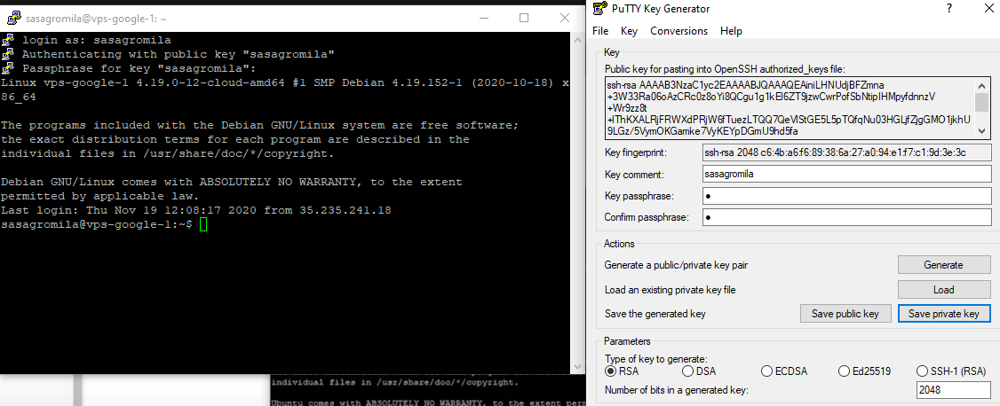 sasagromila@vps-google-1: ~
login as: sasagromila
Authenticating with public key "sasagromila"
Passphrase for key "sasagromila":
Linux vps-google-1 4.19.0-12-cloud-amd64 #1 SMP Debian 4.19.152-1 (2020-10-18) x
86_64
The programs included with the Debian GNU/Linux system are free software;
the exact distribution terms for each program are described in the
individual files in /usr/share/doc/*/copyright.
Debian GNU/Linux comes with ABSOLUTELY NO WARRANTY, to the extent
permitted by applicable law.
Last login: Thu Nov 19 12:08:17 2020 from 35.235.241.18
sasagromila@vps-google-1:~$
individual files in /usr/share/doc/*/copyright.
Ubuntu comes with ABSOLUTELY NO WARRANTY, to the extent perm
PuTTY Key Generator
?
File Key Conversions Help
Key
Public key for pasting into OpenSSH authorized_keys file:
ssh-rsa AAAAB3NzaC1yc2EAAAABJQAAAQEAiniLHNUdjBFZmna
+3W33Ra06oAzCRc0z8oYi8QCgu1g1kEl6ZT9jzwCwrPofSbNtipIHMpyfdnnzV
+Wr9zz8t
+IThKXALRjFRWXdPRjW6fTuezLTQQ7QeVlStGE5L5pTQfqNu03HGLjfZjgGMO1jkhU
9LGz/5VymOKGamke7VyKEYpDGmU9hd5fa
Key fingerprint: ssh-rsa 2048 c6:4b:a6:f6:89:38:6a:27:a0:94:e1:f7:c1:9d:3e:3c
Key comment: sasagromila
Key passphrase: ●
Confirm passphrase: ●
Actions
Generate a public/private key pair Generate
Load an existing private key file Load
Save the generated key Save public key Save private key
Parameters
Type of key to generate:
RSA DSA ECDSA Ed25519 SSH-1 (RSA)
Number of bits in a generated key: 2048